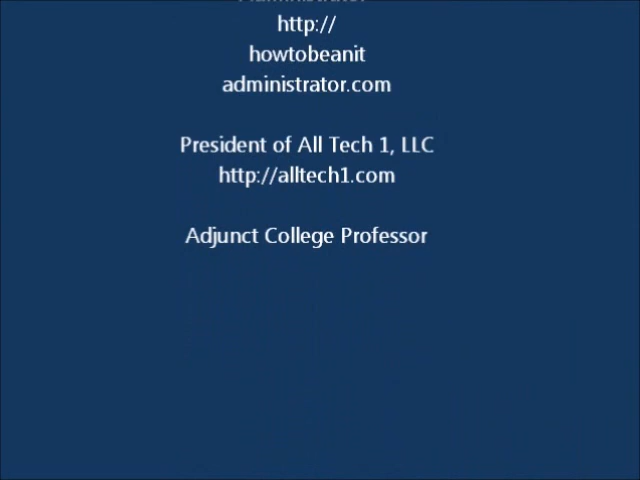 http://
howtobeanit
administrator.com
President of All Tech 1, LLC
http://alltech1.com
Adjunct College Professor